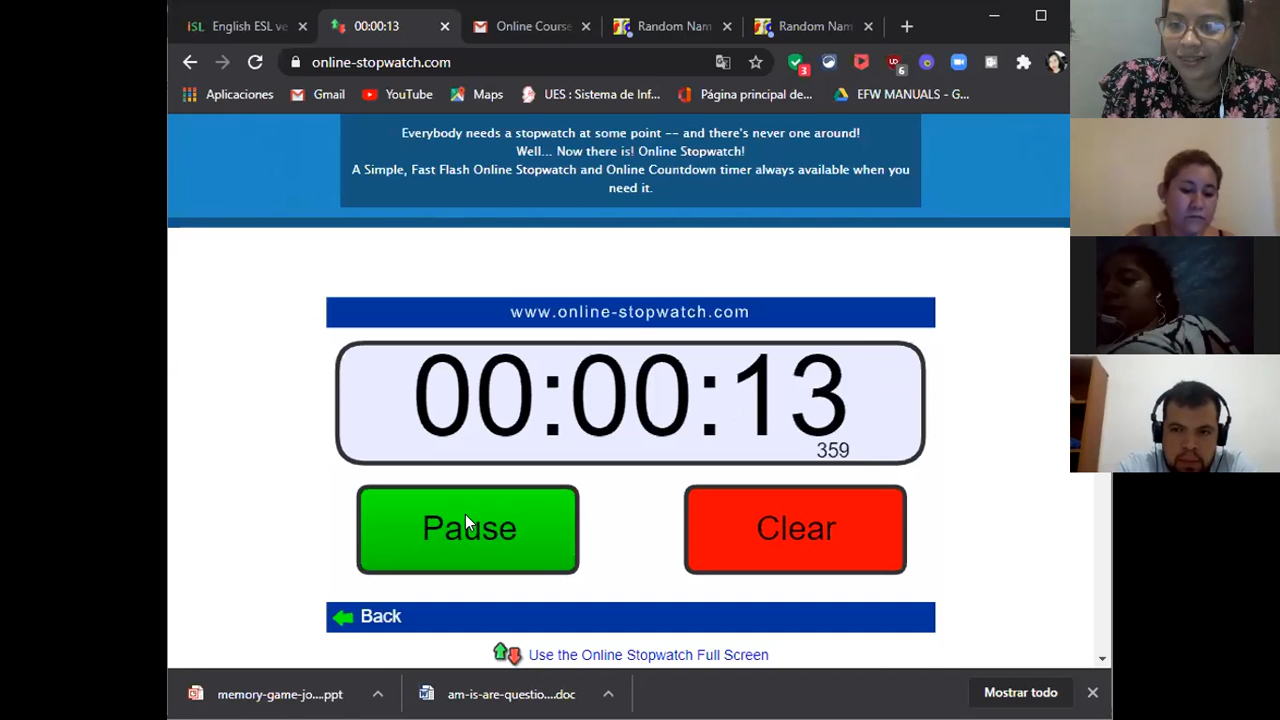 English ESL ve
00:00:13
Online Cours
Random Nam
Random Nam
online-stopwatch.com
3
6
Aplicaciones
Gmail
YouTube
Maps
UES : Sistema de Inf...
Página principal de...
EFW MANUALS - G...
Everybody needs a stopwatch at some point -- and there's never one around!
Well... Now there is! Online Stopwatch!
A Simple, Fast Flash Online Stopwatch and Online Countdown timer always available when you
need it.
www.online-stopwatch.com
00:00:13
359
Pause
Clear
Back
Use the Online Stopwatch Full Screen
memory-game-jo....ppt
am-is-are-questio....doc
Mostrar todo